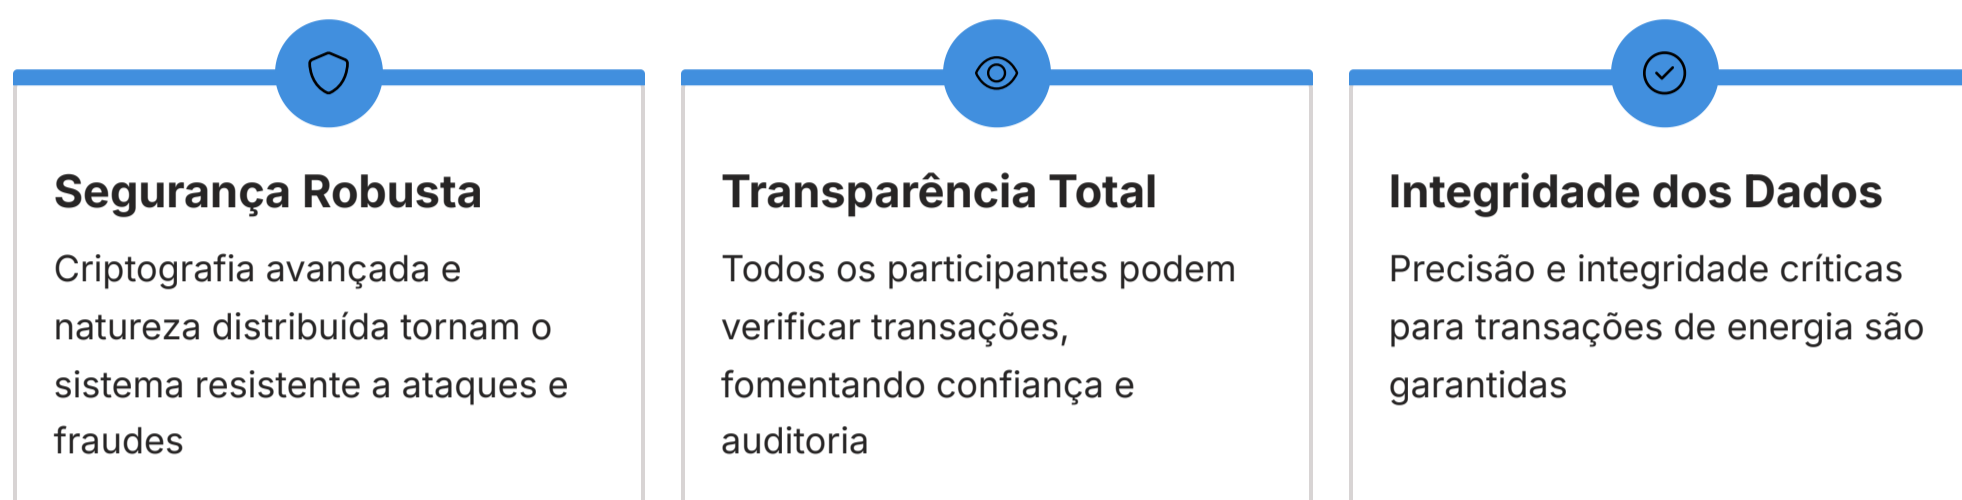 Segurança Robusta
Criptografia avançada e
natureza distribuída tornam o
sistema resistente a ataques e
fraudes
Transparência Total
Todos os participantes podem
verificar transações,
fomentando confiança e
auditoria
Integridade dos Dados
Precisão e integridade críticas
para transações de energia são
garantidas